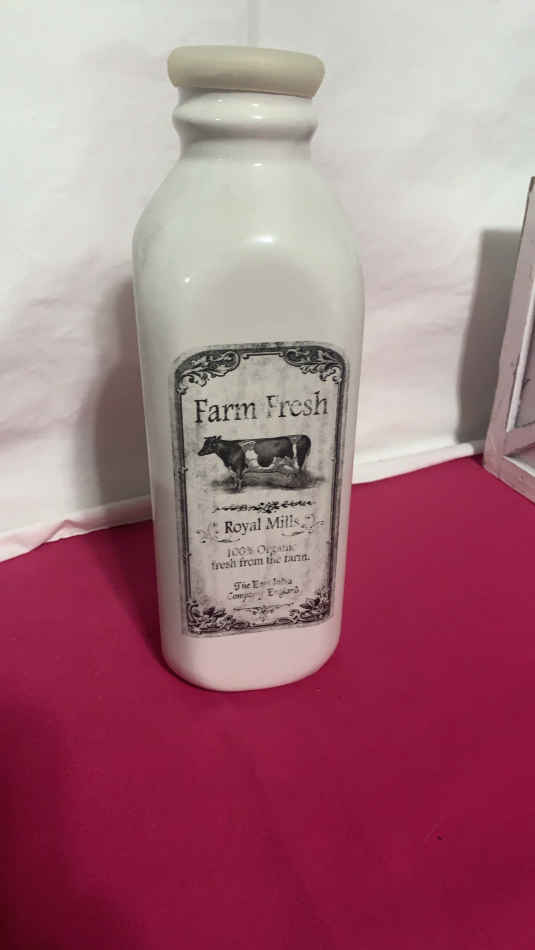 Farm Fresh
Royal Mills
100% Organic
fresh from the farm.
The East India
Company England